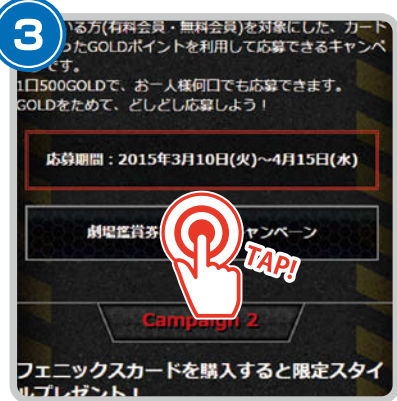 3
いる方(有料会員・無料会員)を対象にした、カード
ったGOLDポイントを利用して応募できるキャンペ
です。
1口500GOLDで、お一人様何口でも応募できます。
GOLDをためて、どしどし応募しよう！
応募期間：2015年3月10日(火)～4月15日(水)
劇場鑑賞券 ャンペーン
TAP!
Campaign 2
フェニックスカードを購入すると限定スタイ
ルプレゼント！